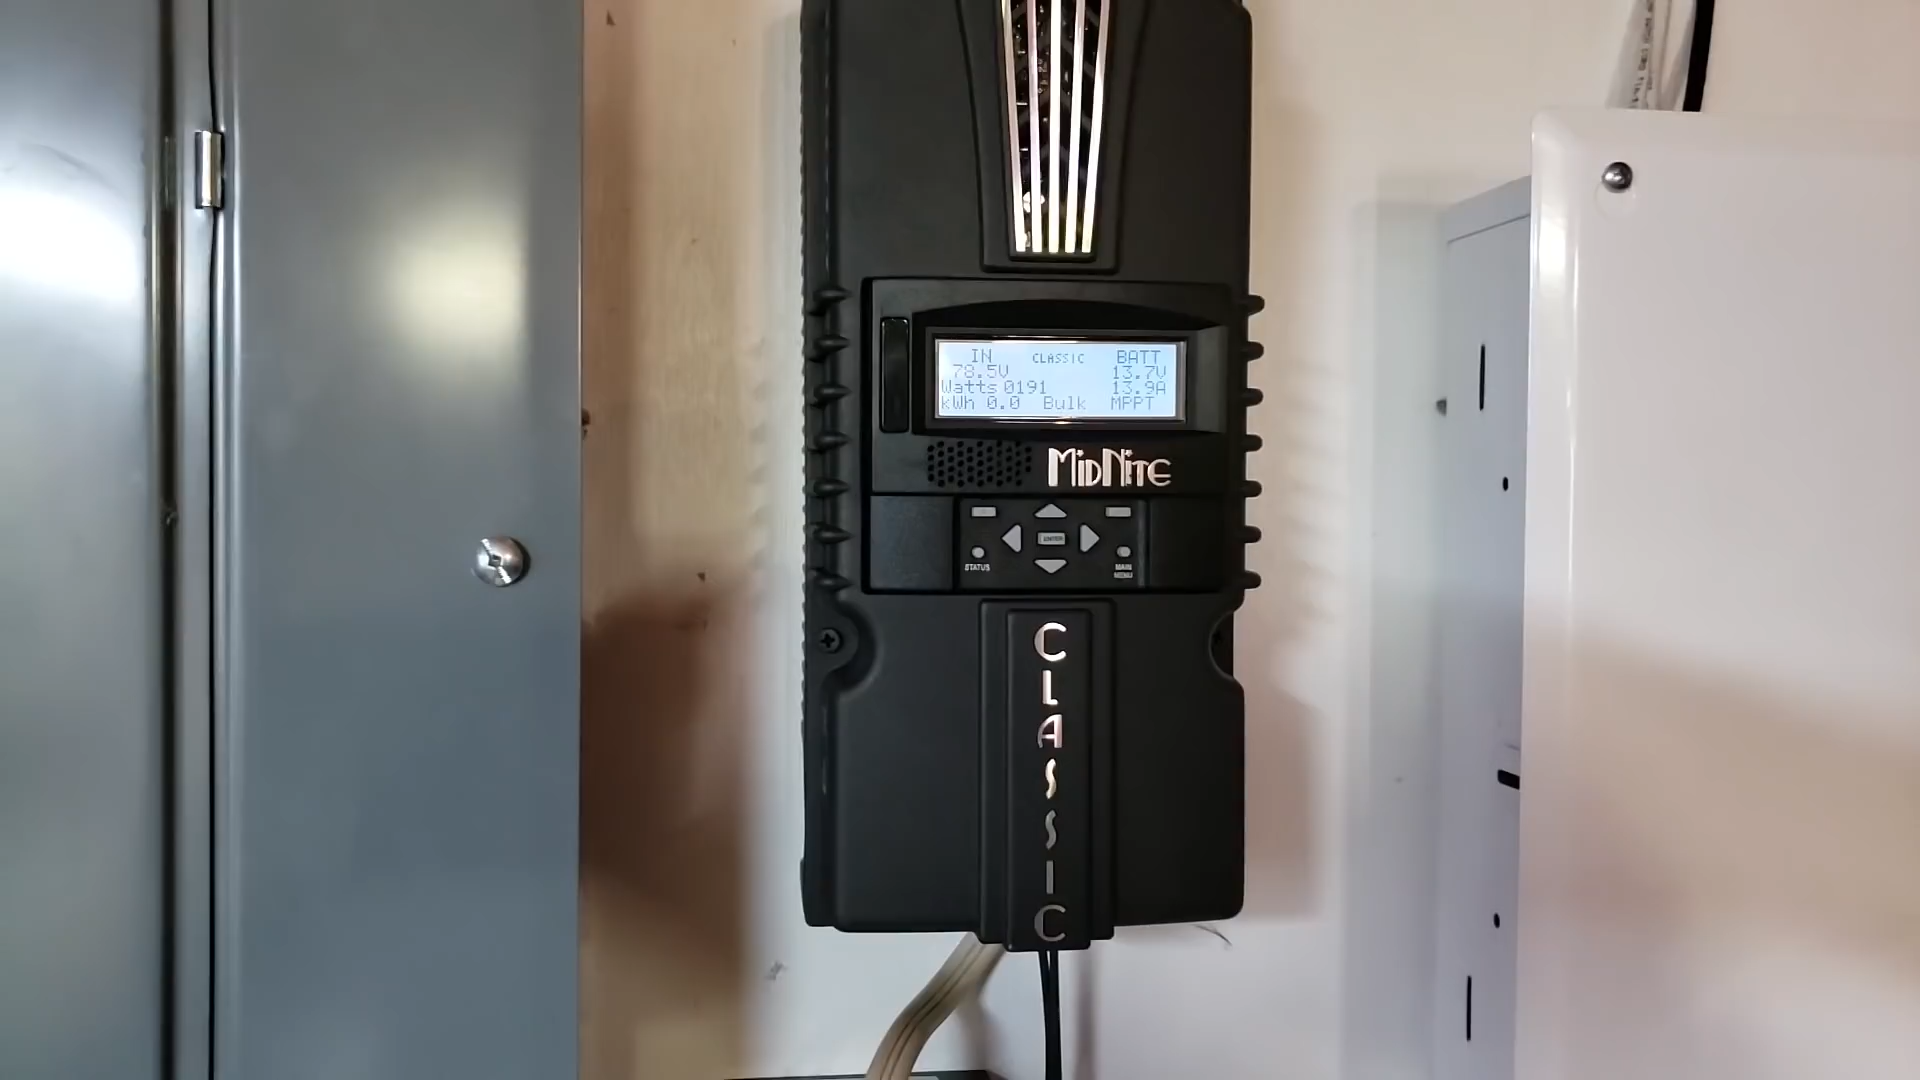 IN CLASSIC BATT
78.5V 13.7V
Watts 0191 13.9A
kWh 0.0 Bulk MPPT
MidNite
ENTER
STATUS
MAIN
MENU
CLASSIC